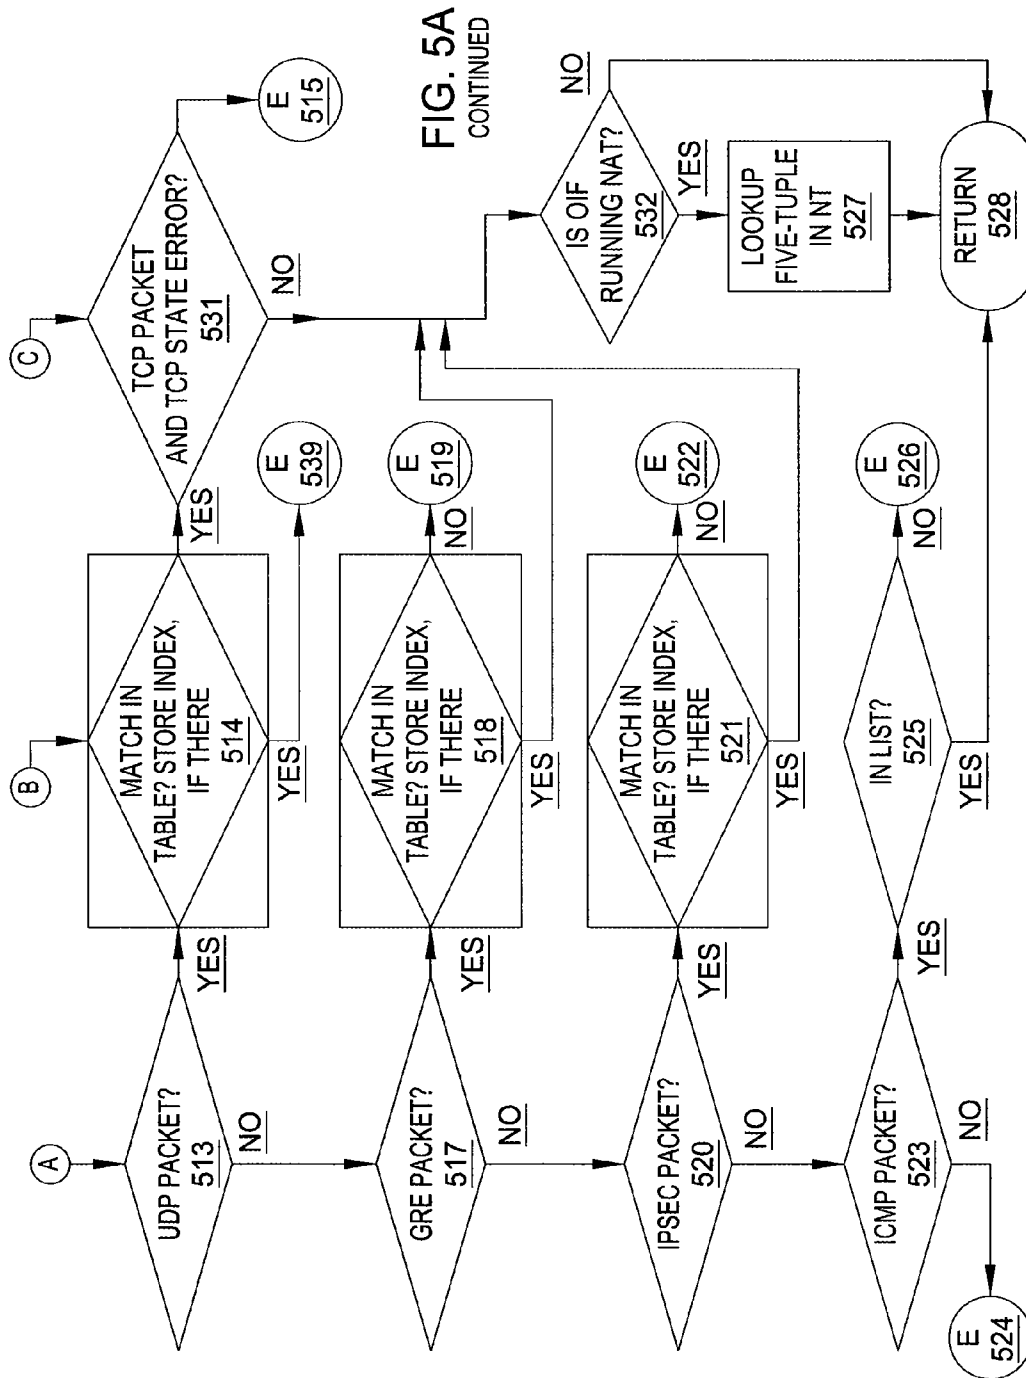 FIG. 5A
CONTINUED
A
UDP PACKET?
513
YES
NO
B
MATCH IN
TABLE? STORE INDEX,
IF THERE
514
YES
YES
E
539
C
TCP PACKET
AND TCP STATE ERROR?
531
NO
E
515
GRE PACKET?
517
YES
NO
MATCH IN
TABLE? STORE INDEX,
IF THERE
518
YES
NO
E
519
IPSEC PACKET?
520
YES
NO
MATCH IN
TABLE? STORE INDEX,
IF THERE
521
YES
NO
E
522
ICMP PACKET?
523
YES
NO
E
524
IN LIST?
525
YES
NO
E
526
IS OIF
RUNNING NAT?
532
NO
YES
LOOKUP
FIVE-TUPLE
IN NT
527
RETURN
528